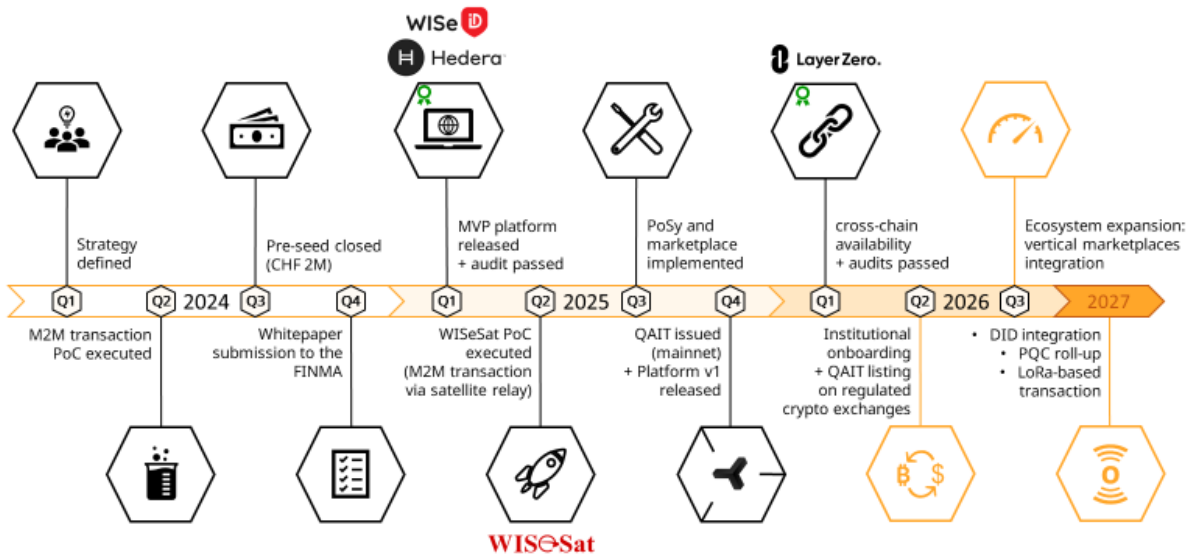 WISe iD
Hedera
LayerZero.
Strategy
defined
Pre-seed closed
(CHF 2M)
MVP platform
released
+ audit passed
PoSy and
marketplace
implemented
cross-chain
availability
+ audits passed
Ecosystem expansion:
vertical marketplaces
integration
Q1 Q2 2024 Q3 Q4 Q1 Q2 2025 Q3 Q4 Q1 Q2 2026 Q3 2027
M2M transaction
PoC executed
Whitepaper
submission to the
FINMA
WISeSat PoC
executed
(M2M transaction
via satellite relay)
QAIT issued
(mainnet)
+ Platform v1
released
Institutional
onboarding
+ QAIT listing
on regulated
crypto exchanges
• DID integration
• PQC roll-up
• LoRa-based
transaction
WISeSat